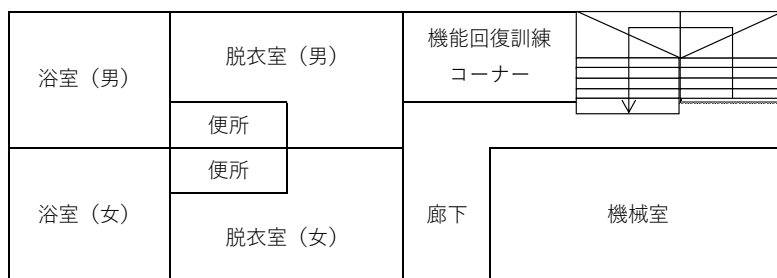 浴室（男）
脱衣室（男）
機能回復訓練
コーナー
便所
便所
浴室（女）
脱衣室（女）
廊下
機械室